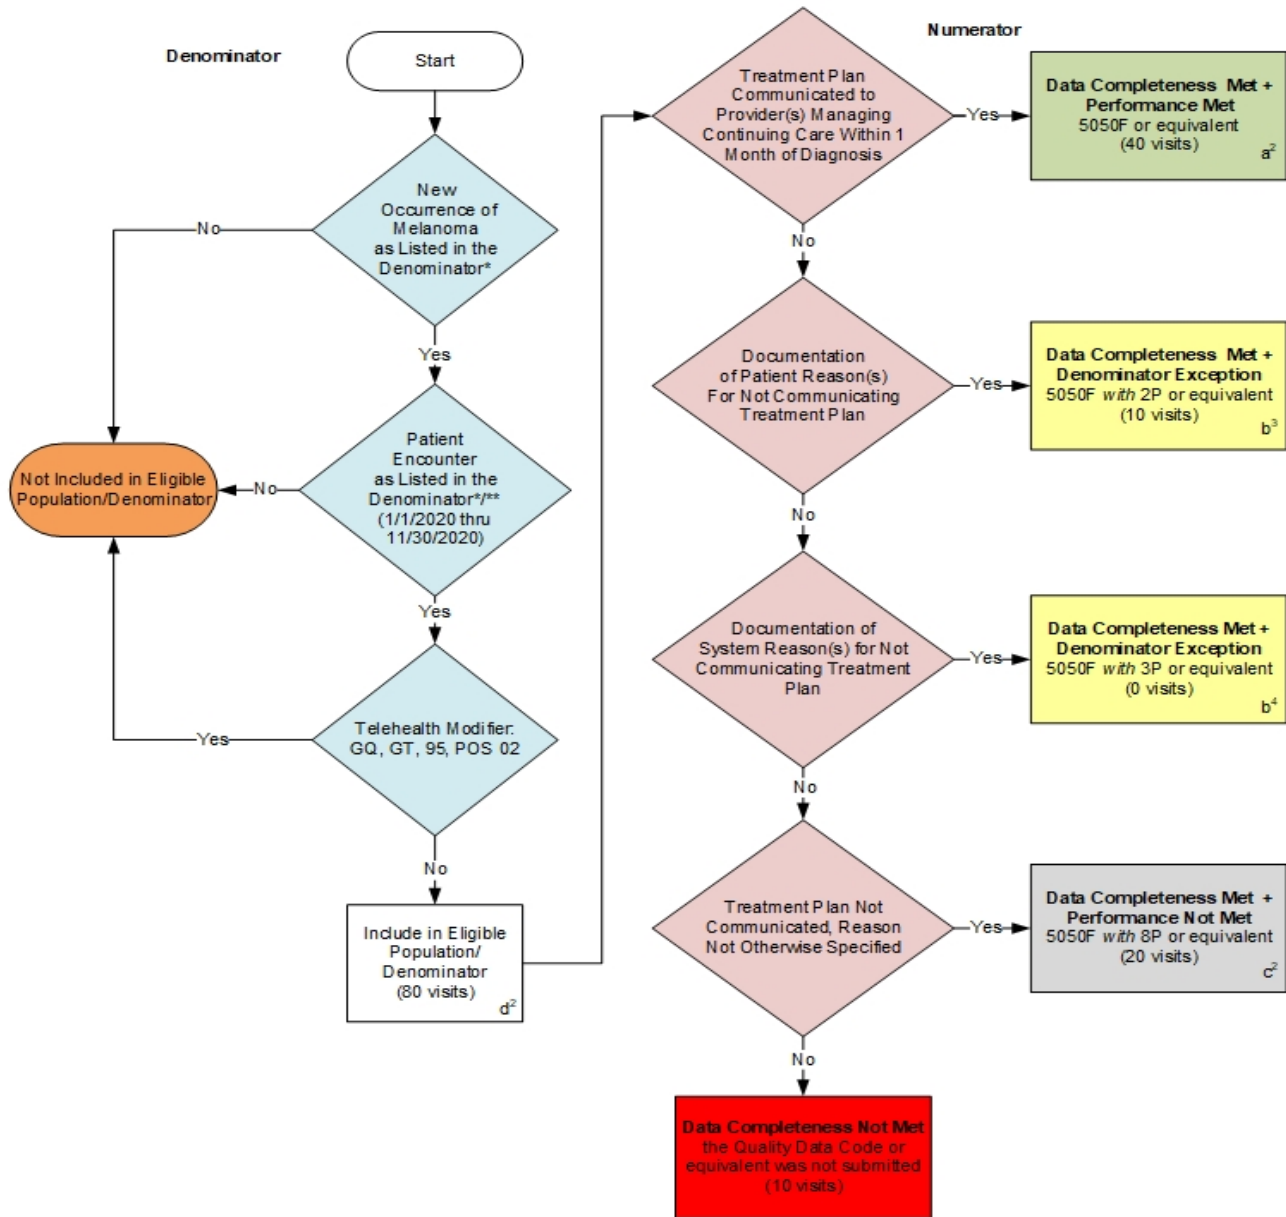 Denominator
Start
New
Occurrence of
Melanoma
as Listed in the
Denominator*
No
Yes
Patient
Encounter
as Listed in the
Denominator*/**
(1/1/2020 thru
11/30/2020)
No
Not Included in Eligible
Population/Denominator
Yes
Telehealth Modifier:
GQ, GT, 95, POS 02
Yes
No
Include in Eligible
Population/
Denominator
(80 visits)
d²
Numerator
Treatment Plan
Communicated to
Provider(s) Managing
Continuing Care Within 1
Month of Diagnosis
Yes
Data Completeness Met +
Performance Met
5050F or equivalent
(40 visits)
a²
No
Documentation
of Patient Reason(s)
For Not Communicating
Treatment Plan
Yes
Data Completeness Met +
Denominator Exception
5050F with 2P or equivalent
(10 visits)
b³
No
Documentation of
System Reason(s) for Not
Communicating Treatment
Plan
Yes
Data Completeness Met +
Denominator Exception
5050F with 3P or equivalent
(0 visits)
b⁴
No
Treatment Plan Not
Communicated, Reason
Not Otherwise Specified
Yes
Data Completeness Met +
Performance Not Met
5050F with 8P or equivalent
(20 visits)
c²
No
Data Completeness Not Met
the Quality Data Code or
equivalent was not submitted
(10 visits)